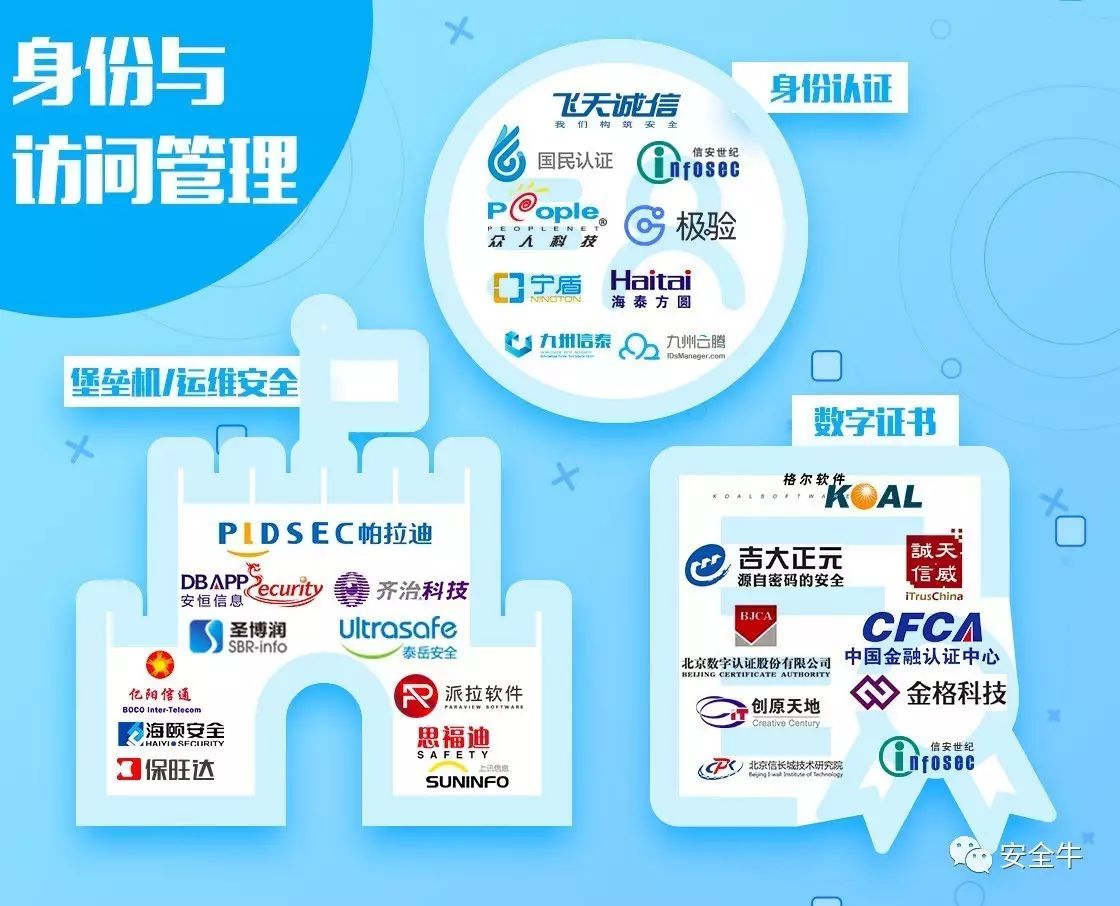 身份与
访问管理
身份认证
飞天诚信
我们构筑安全
国民认证
信安世纪
infosec
People
PEOPLENET
众人科技
极验
宁盾
NINGTON
Haitai
海泰方圆
九州信泰
九州云腾
IDsManager.com
堡垒机/运维安全
PLDSEC帕拉迪
DBAPP Security
安恒信息
齐治科技
圣博润
SBR-info
Ultrasafe
泰岳安全
亿阳信通
BOCO Inter-Telecom
海颐安全
HAIYI SECURITY
保旺达
派拉软件
PARAVIEW SOFTWARE
思福迪
SAFETY
上讯信息
SUNINFO
数字证书
格尔软件
KOALSOFTWARE
KOAL
吉大正元
源自密码的安全
誠天
信威
iTrusChina
BJCA
北京数字认证股份有限公司
BEIJING CERTIFICATE AUTHORITY
CFCA
中国金融认证中心
iT
创原天地
Creative Century
金格科技
CPK
北京信长城技术研究院
Beijing E-wall Institute of Technology
信安世纪
infosec
安全牛